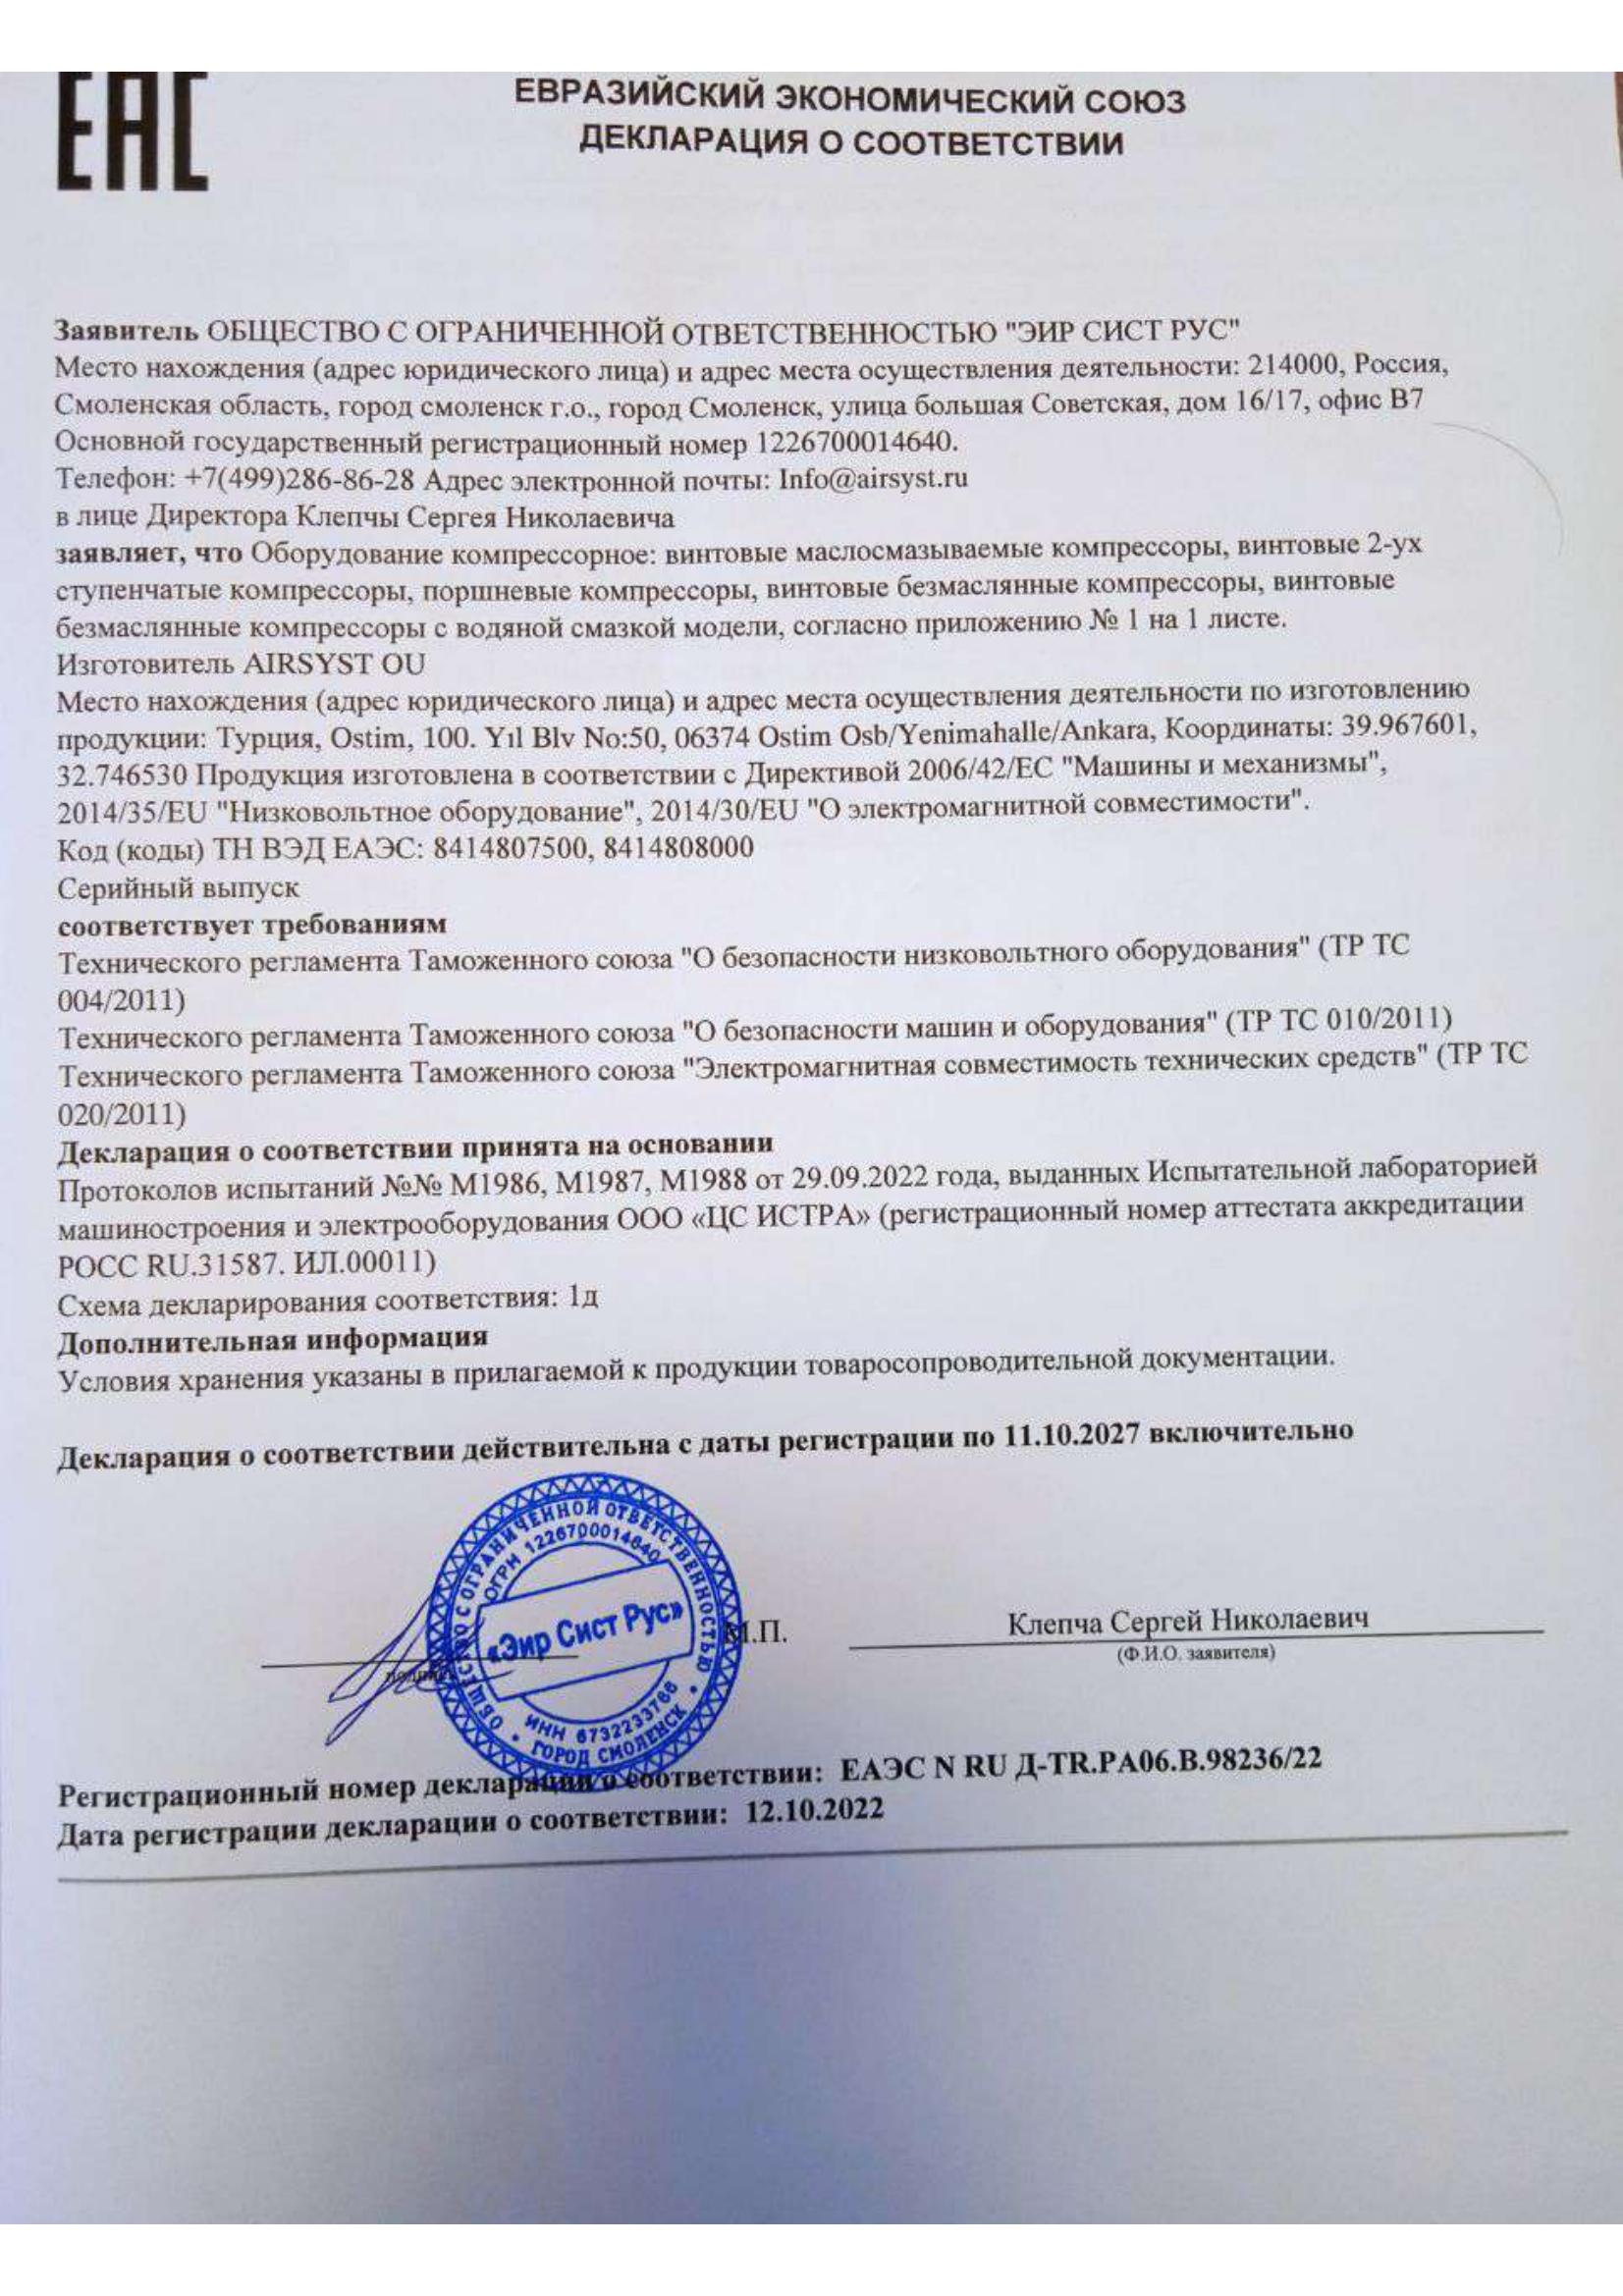 ЕАС
ЕВРАЗИЙСКИЙ ЭКОНОМИЧЕСКИЙ СОЮЗ
ДЕКЛАРАЦИЯ О СООТВЕТСТВИИ
Заявитель ОБЩЕСТВО С ОГРАНИЧЕННОЙ ОТВЕТСТВЕННОСТЬЮ "ЭИР СИСТ РУС"
Место нахождения (адрес юридического лица) и адрес места осуществления деятельности: 214000, Россия,
Смоленская область, город смоленск г.о., город Смоленск, улица большая Советская, дом 16/17, офис В7
Основной государственный регистрационный номер 1226700014640.
Телефон: +7(499)286-86-28 Адрес электронной почты: Info@airsyst.ru
в лице Директора Клепчы Сергея Николаевича
заявляет, что Оборудование компрессорное: винтовые маслосмазываемые компрессоры, винтовые 2-ух
ступенчатые компрессоры, поршневые компрессоры, винтовые безмаслянные компрессоры, винтовые
безмаслянные компрессоры с водяной смазкой модели, согласно приложению № 1 на 1 листе.
Изготовитель AIRSYST OU
Место нахождения (адрес юридического лица) и адрес места осуществления деятельности по изготовлению
продукции: Турция, Ostim, 100. Yıl Blv No:50, 06374 Ostim Osb/Yenimahalle/Ankara, Координаты: 39.967601,
32.746530 Продукция изготовлена в соответствии с Директивой 2006/42/EC "Машины и механизмы",
2014/35/EU "Низковольтное оборудование", 2014/30/EU "О электромагнитной совместимости".
Код (коды) ТН ВЭД ЕАЭС: 8414807500, 8414808000
Серийный выпуск
соответствует требованиям
Технического регламента Таможенного союза "О безопасности низковольтного оборудования" (ТР ТС
004/2011)
Технического регламента Таможенного союза "О безопасности машин и оборудования" (ТР ТС 010/2011)
Технического регламента Таможенного союза "Электромагнитная совместимость технических средств" (ТР ТС
020/2011)
Декларация о соответствии принята на основании
Протоколов испытаний №№ М1986, М1987, М1988 от 29.09.2022 года, выданных Испытательной лабораторией
машиностроения и электрооборудования ООО «ЦС ИСТРА» (регистрационный номер аттестата аккредитации
РОСС RU.31587. ИЛ.00011)
Схема декларирования соответствия: 1д
Дополнительная информация
Условия хранения указаны в прилагаемой к продукции товаросопроводительной документации.
Декларация о соответствии действительна с даты регистрации по 11.10.2027 включительно
ОБЩЕСТВО С ОГРАНИЧЕННОЙ ОТВЕТСТВЕННОСТЬЮ
ОГРН 1226700014640
«Эир Сист Рус»
ИНН 6732233766
ГОРОД СМОЛЕНСК
М.П.
Клепча Сергей Николаевич
(Ф.И.О. заявителя)
Регистрационный номер декларации о соответствии: ЕАЭС N RU Д-TR.РА06.В.98236/22
Дата регистрации декларации о соответствии: 12.10.2022